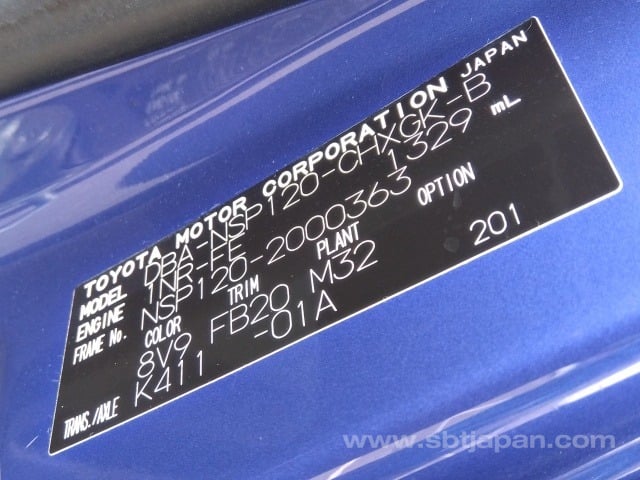 TOYOTA MOTOR CORPORATION JAPAN
MODEL DBA-NSP120-CHXGK-B
ENGINE 1NR-FE 1329 mL
FRAME No. NSP120-2000363
COLOR TRIM PLANT OPTION
8V9 FB20 M32 201
TRANS./AXLE K411 -01A
www.sbtjapan.com